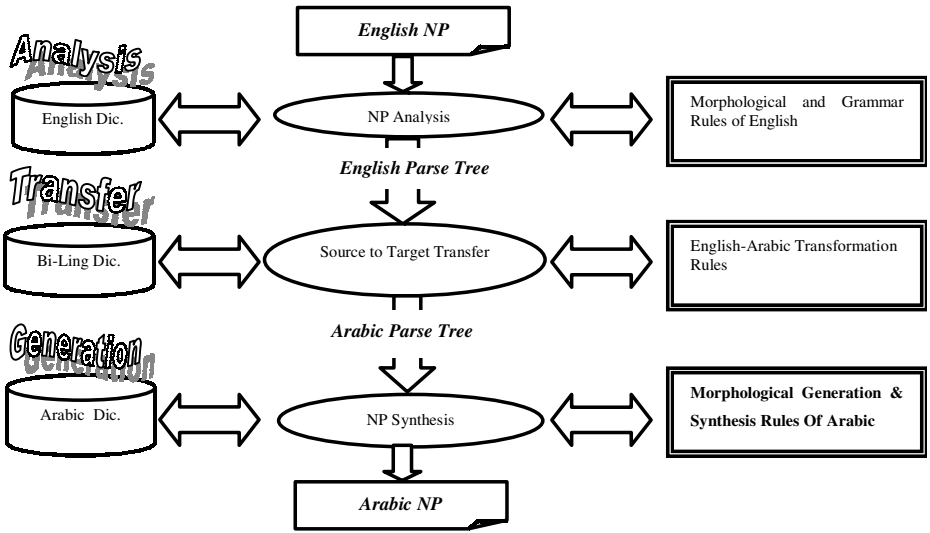 English NP
Analysis
English Dic.
NP Analysis
Morphological and Grammar
Rules of English
English Parse Tree
Transfer
Bi-Ling Dic.
Source to Target Transfer
English-Arabic Transformation
Rules
Arabic Parse Tree
Generation
Arabic Dic.
NP Synthesis
Morphological Generation &
Synthesis Rules Of Arabic
Arabic NP